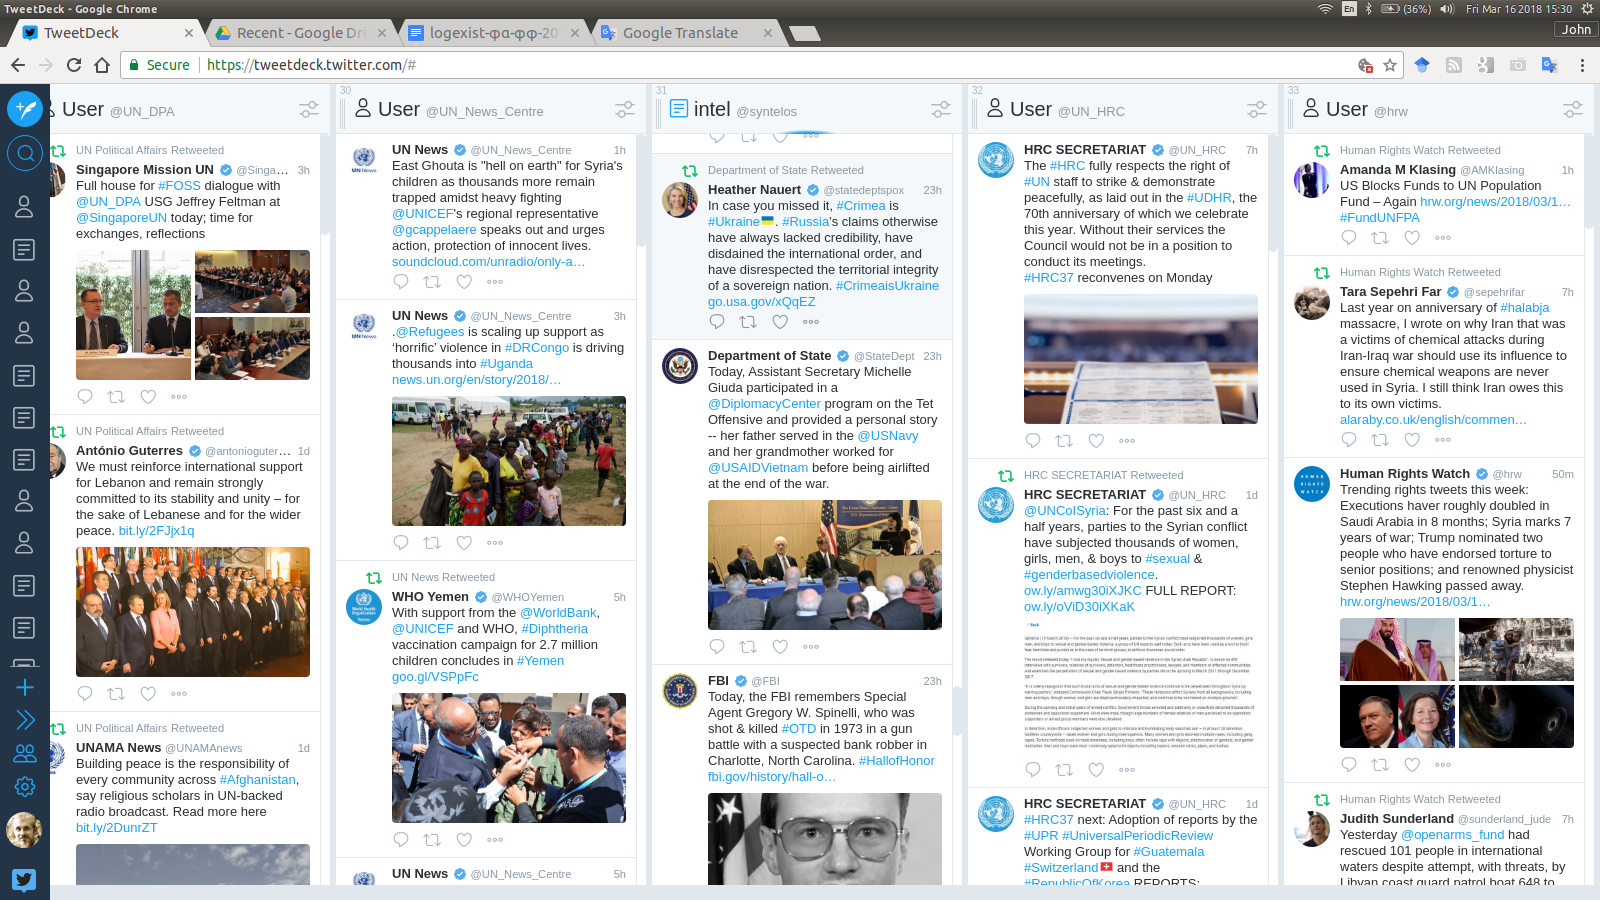 TweetDeck - Google Chrome
En
(36%)
Fri Mar 16 2018 15:30
TweetDeck
Recent - Google Dri
logexist-φα-φφ-20
Google Translate
John
Secure
https://tweetdeck.twitter.com/#
User @UN_DPA
UN Political Affairs Retweeted
Singapore Mission UN @Singa... 3h
Full house for #FOSS dialogue with
@UN_DPA USG Jeffrey Feltman at
@SingaporeUN today; time for
exchanges, reflections
UN Political Affairs Retweeted
António Guterres @antonioguter... 1d
We must reinforce international support
for Lebanon and remain strongly
committed to its stability and unity – for
the sake of Lebanese and for the wider
peace. bit.ly/2FJjx1q
UN Political Affairs Retweeted
UNAMA News @UNAMAnews 1d
Building peace is the responsibility of
every community across #Afghanistan,
say religious scholars in UN-backed
radio broadcast. Read more here
bit.ly/2DunrZT
30
User @UN_News_Centre
UN News @UN_News_Centre 1h
East Ghouta is "hell on earth" for Syria's
children as thousands more remain
trapped amidst heavy fighting
@UNICEF's regional representative
@gcappelaere speaks out and urges
action, protection of innocent lives.
soundcloud.com/unradio/only-a…
UN News @UN_News_Centre 3h
.@Refugees is scaling up support as
‘horrific’ violence in #DRCongo is driving
thousands into #Uganda
news.un.org/en/story/2018/…
UN News Retweeted
WHO Yemen @WHOYemen 5h
With support from the @WorldBank,
@UNICEF and WHO, #Diphtheria
vaccination campaign for 2.7 million
children concludes in #Yemen
goo.gl/VSPpFc
UN News @UN_News_Centre 5h
31
intel @syntelos
Department of State Retweeted
Heather Nauert @statedeptspox 23h
In case you missed it, #Crimea is
#Ukraine. #Russia's claims otherwise
have always lacked credibility, have
disdained the international order, and
have disrespected the territorial integrity
of a sovereign nation. #CrimeaisUkraine
go.usa.gov/xQqEZ
Department of State @StateDept 23h
Today, Assistant Secretary Michelle
Giuda participated in a
@DiplomacyCenter program on the Tet
Offensive and provided a personal story
-- her father served in the @USNavy
and her grandmother worked for
@USAIDVietnam before being airlifted
at the end of the war.
FBI @FBI 23h
Today, the FBI remembers Special
Agent Gregory W. Spinelli, who was
shot & killed #OTD in 1973 in a gun
battle with a suspected bank robber in
Charlotte, North Carolina. #HallofHonor
fbi.gov/history/hall-o…
32
User @UN_HRC
HRC SECRETARIAT @UN_HRC 7h
The #HRC fully respects the right of
#UN staff to strike & demonstrate
peacefully, as laid out in the #UDHR, the
70th anniversary of which we celebrate
this year. Without their services the
Council would not be in a position to
conduct its meetings.
#HRC37 reconvenes on Monday
HRC SECRETARIAT Retweeted
HRC SECRETARIAT @UN_HRC 1d
@UNCoISyria: For the past six and a
half years, parties to the Syrian conflict
have subjected thousands of women,
girls, men, & boys to #sexual &
#genderbasedviolence.
ow.ly/amwg30iXJKC FULL REPORT:
ow.ly/oViD30iXKaK
HRC SECRETARIAT @UN_HRC 1d
#HRC37 next: Adoption of reports by the
#UPR #UniversalPeriodicReview
Working Group for #Guatemala
#Switzerland and the
#RepublicOfKorea REPORTS:
33
User @hrw
Human Rights Watch Retweeted
Amanda M Klasing @AMKlasing 1h
US Blocks Funds to UN Population
Fund – Again hrw.org/news/2018/03/1…
#FundUNFPA
Human Rights Watch Retweeted
Tara Sepehri Far @sepehrifar 7h
Last year on anniversary of #halabja
massacre, I wrote on why Iran that was
a victims of chemical attacks during
Iran-Iraq war should use its influence to
ensure chemical weapons are never
used in Syria. I still think Iran owes this
to its own victims.
alaraby.co.uk/english/commen…
Human Rights Watch @hrw 50m
Trending rights tweets this week:
Executions haver roughly doubled in
Saudi Arabia in 8 months; Syria marks 7
years of war; Trump nominated two
people who have endorsed torture to
senior positions; and renowned physicist
Stephen Hawking passed away.
hrw.org/news/2018/03/1…
Human Rights Watch Retweeted
Judith Sunderland @sunderland_jude 7h
Yesterday @openarms_fund had
rescued 101 people in international
waters despite attempt, with threats, by
Libyan coast guard patrol boat 648 to